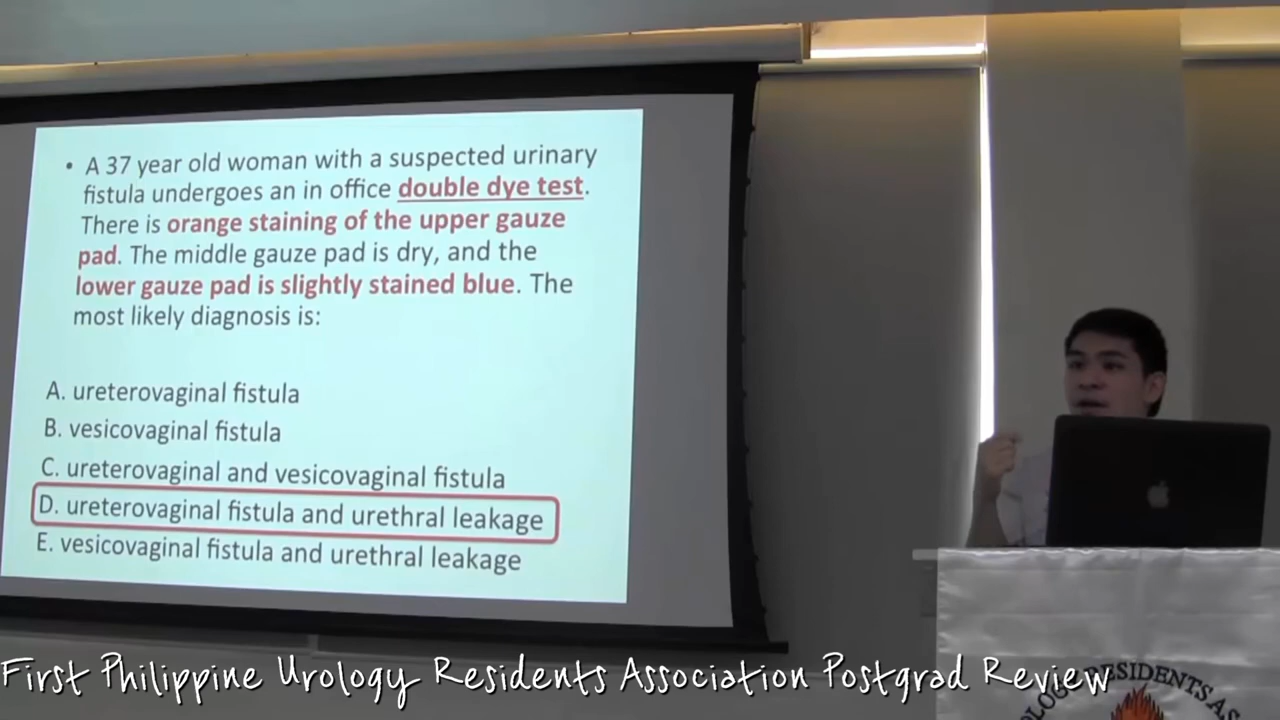 • A 37 year old woman with a suspected urinary
fistula undergoes an in office double dye test.
There is orange staining of the upper gauze
pad. The middle gauze pad is dry, and the
lower gauze pad is slightly stained blue. The
most likely diagnosis is:
A. ureterovaginal fistula
B. vesicovaginal fistula
C. ureterovaginal and vesicovaginal fistula
D. ureterovaginal fistula and urethral leakage
E. vesicovaginal fistula and urethral leakage
First Philippine Urology Residents Association Postgrad Review